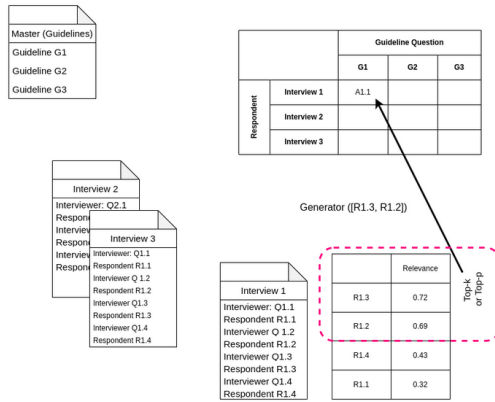 Master (Guidelines)
Guideline G1
Guideline G2
Guideline G3
Guideline Question
G1 G2 G3
Respondent
Interview 1 A1.1
Interview 2
Interview 3
Interview 2
Interviewer: Q2.1
Respon
Interview
Respon
Interview
Respon
Interview 3
Interviewer: Q1.1
Respondent R1.1
Interviewer Q 1.2
Respondent R1.2
Interviewer Q1.3
Respondent R1.3
Interviewer Q1.4
Respondent R1.4
Generator ([R1.3, R1.2])
Interview 1
Interviewer: Q1.1
Respondent R1.1
Interviewer Q 1.2
Respondent R1.2
Interviewer Q1.3
Respondent R1.3
Interviewer Q1.4
Respondent R1.4
Relevance
R1.3 0.72
R1.2 0.69
R1.4 0.43
R1.1 0.32
Top-k
or Top-p